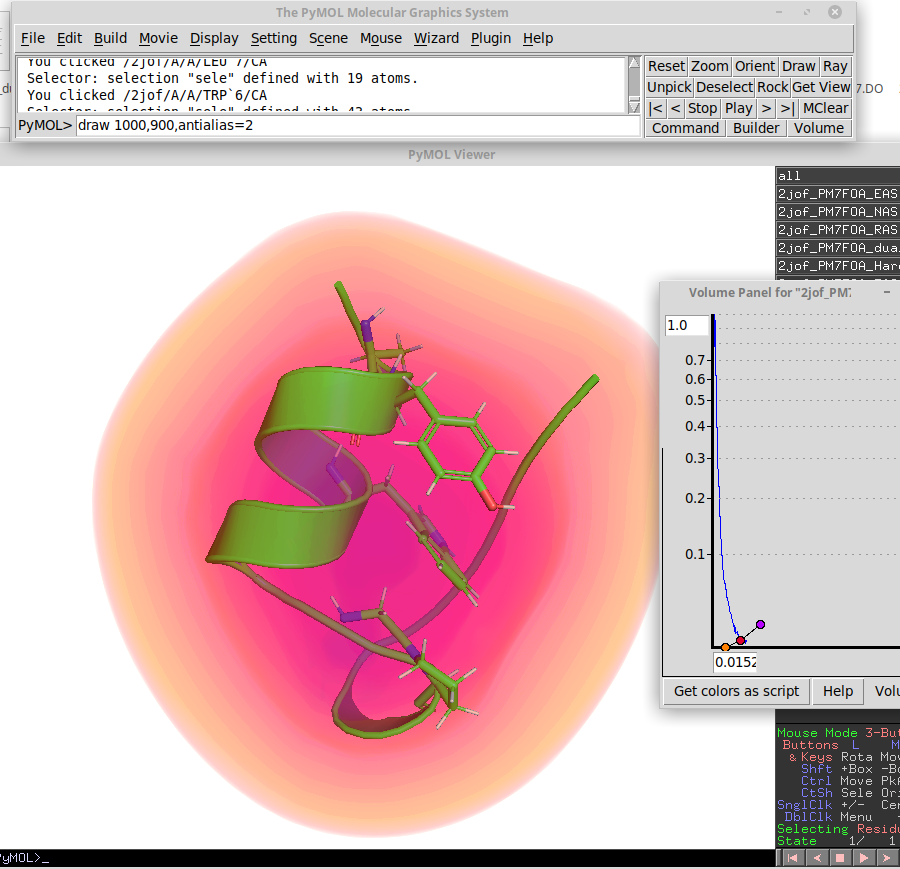 The PyMOL Molecular Graphics System
File Edit Build Movie Display Setting Scene Mouse Wizard Plugin Help
You clicked /2jof/A/A/LEU`7/CA
Selector: selection "sele" defined with 19 atoms.
You clicked /2jof/A/A/TRP`6/CA
Selector: selection "sele" defined with 43 atoms.
PyMOL> draw 1000,900,antialias=2
Reset Zoom Orient Draw Ray
Unpick Deselect Rock Get View
|< < Stop Play > >| MClear
Command Builder Volume
7.DO
PyMOL Viewer
all
2jof_PM7FOA_EAS
2jof_PM7FOA_NAS
2jof_PM7FOA_RAS
2jof_PM7FOA_dua
2jof_PM7FOA_Har
Volume Panel for "2jof_PM7
1.0
0.7
0.6
0.5
0.4
0.3
0.2
0.1
0.0152
Get colors as script Help Volu
Mouse Mode 3-But
Buttons L M
& Keys Rota Mov
Shft +Box -Bo
Ctrl Move PkA
CtSh Sele Ori
SnglClk +/- Cen
DblClk Menu -
Selecting Residu
State 1/ 1
PyMOL>_